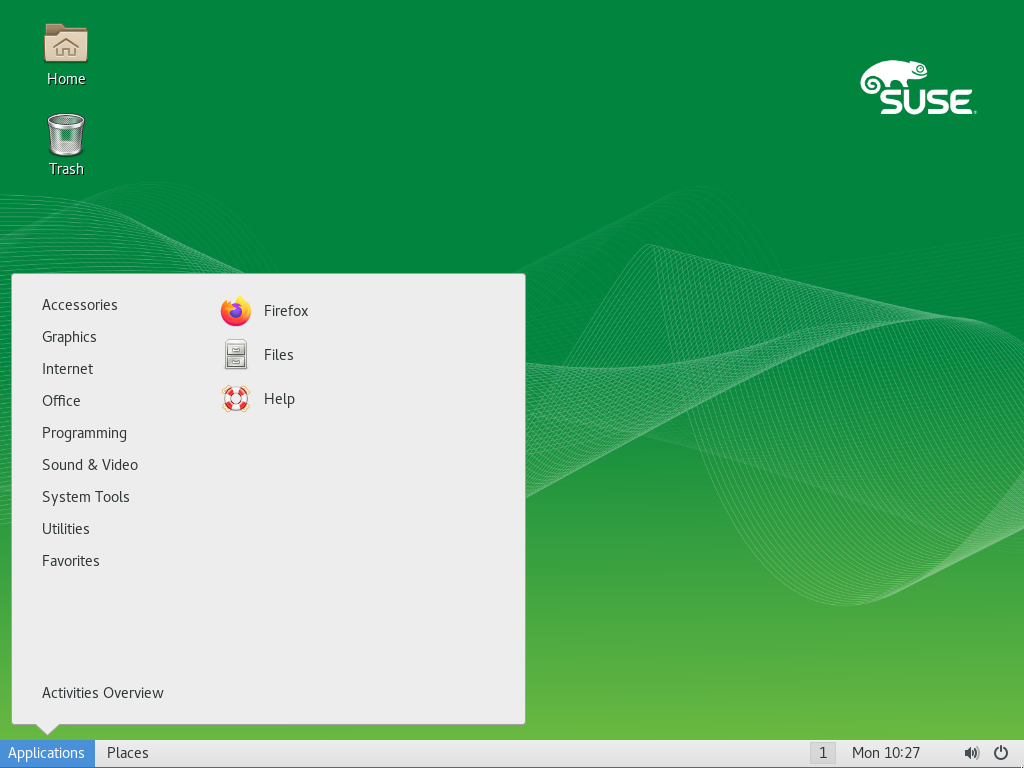 Home
Trash
SUSE
Accessories
Graphics
Internet
Office
Programming
Sound & Video
System Tools
Utilities
Favorites
Firefox
Files
Help
Activities Overview
Applications
Places
1
Mon 10:27